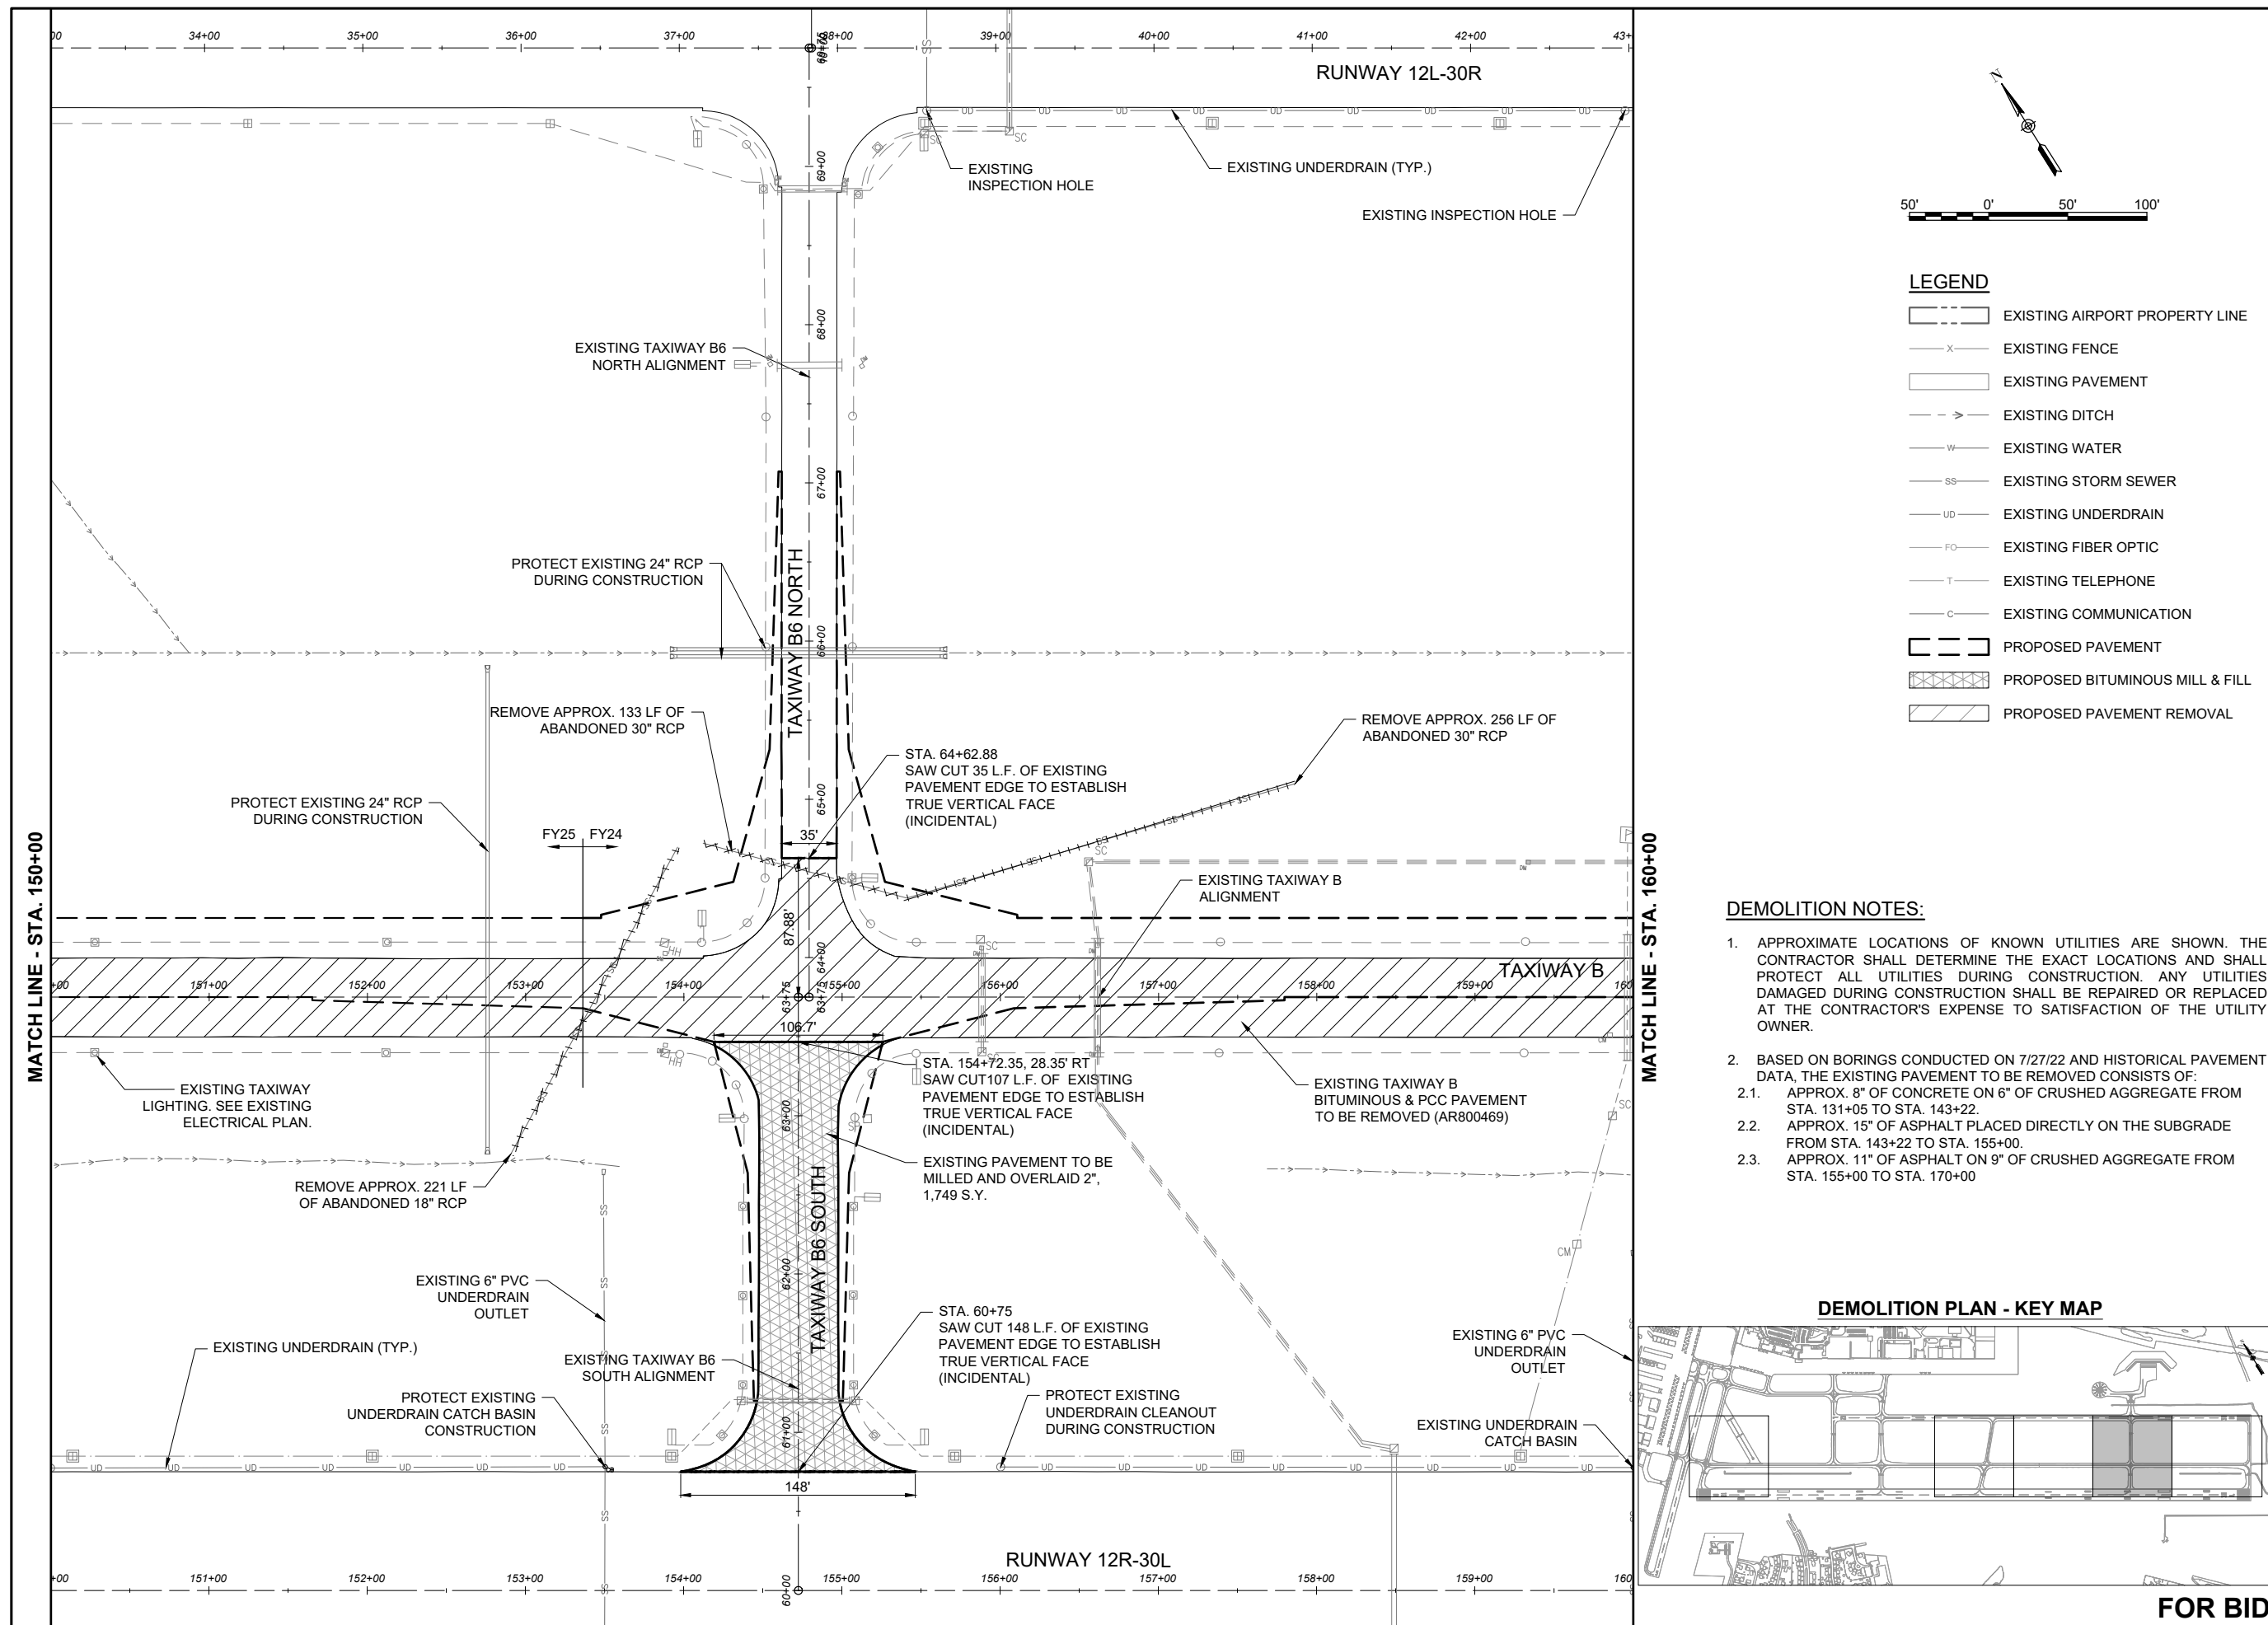 34+00
35+00
36+00
37+00
38+00
39+00
40+00
41+00
42+00
43+
RUNWAY 12L-30R
69+00
EXISTING
INSPECTION HOLE
EXISTING UNDERDRAIN (TYP.)
EXISTING INSPECTION HOLE
68+00
EXISTING TAXIWAY B6
NORTH ALIGNMENT
67+00
PROTECT EXISTING 24" RCP
DURING CONSTRUCTION
TAXIWAY B6 NORTH
66+00
REMOVE APPROX. 133 LF OF
ABANDONED 30" RCP
REMOVE APPROX. 256 LF OF
ABANDONED 30" RCP
STA. 64+62.88
SAW CUT 35 L.F. OF EXISTING
PAVEMENT EDGE TO ESTABLISH
TRUE VERTICAL FACE
(INCIDENTAL)
65+00
35'
PROTECT EXISTING 24" RCP
DURING CONSTRUCTION
FY25
FY24
MATCH LINE - STA. 150+00
MATCH LINE - STA. 160+00
EXISTING TAXIWAY B
ALIGNMENT
87.88'
64+00
TAXIWAY B
+00
151+00
152+00
153+00
154+00
155+00
156+00
157+00
158+00
159+00
160
63+75
63+75
106.7'
STA. 154+72.35, 28.35' RT
SAW CUT107 L.F. OF EXISTING
PAVEMENT EDGE TO ESTABLISH
TRUE VERTICAL FACE
(INCIDENTAL)
EXISTING TAXIWAY
LIGHTING. SEE EXISTING
ELECTRICAL PLAN.
EXISTING TAXIWAY B
BITUMINOUS & PCC PAVEMENT
TO BE REMOVED (AR800469)
63+00
EXISTING PAVEMENT TO BE
MILLED AND OVERLAID 2",
1,749 S.Y.
REMOVE APPROX. 221 LF
OF ABANDONED 18" RCP
TAXIWAY B6 SOUTH
62+00
EXISTING 6" PVC
UNDERDRAIN
OUTLET
STA. 60+75
SAW CUT 148 L.F. OF EXISTING
PAVEMENT EDGE TO ESTABLISH
TRUE VERTICAL FACE
(INCIDENTAL)
EXISTING UNDERDRAIN (TYP.)
EXISTING TAXIWAY B6
SOUTH ALIGNMENT
PROTECT EXISTING
UNDERDRAIN CATCH BASIN
CONSTRUCTION
PROTECT EXISTING
UNDERDRAIN CLEANOUT
DURING CONSTRUCTION
EXISTING 6" PVC
UNDERDRAIN
OUTLET
EXISTING UNDERDRAIN
CATCH BASIN
61+00
148'
RUNWAY 12R-30L
+00
151+00
152+00
153+00
154+00
155+00
156+00
157+00
158+00
159+00
160
60+00
N
50'
0'
50'
100'
LEGEND
EXISTING AIRPORT PROPERTY LINE
X EXISTING FENCE
EXISTING PAVEMENT
EXISTING DITCH
W EXISTING WATER
SS EXISTING STORM SEWER
UD EXISTING UNDERDRAIN
FO EXISTING FIBER OPTIC
T EXISTING TELEPHONE
C EXISTING COMMUNICATION
PROPOSED PAVEMENT
PROPOSED BITUMINOUS MILL & FILL
PROPOSED PAVEMENT REMOVAL
DEMOLITION NOTES:
1. APPROXIMATE LOCATIONS OF KNOWN UTILITIES ARE SHOWN. THE
CONTRACTOR SHALL DETERMINE THE EXACT LOCATIONS AND SHALL
PROTECT ALL UTILITIES DURING CONSTRUCTION. ANY UTILITIES
DAMAGED DURING CONSTRUCTION SHALL BE REPAIRED OR REPLACED
AT THE CONTRACTOR'S EXPENSE TO SATISFACTION OF THE UTILITY
OWNER.
2. BASED ON BORINGS CONDUCTED ON 7/27/22 AND HISTORICAL PAVEMENT
DATA, THE EXISTING PAVEMENT TO BE REMOVED CONSISTS OF:
2.1. APPROX. 8" OF CONCRETE ON 6" OF CRUSHED AGGREGATE FROM
STA. 131+05 TO STA. 143+22.
2.2. APPROX. 15" OF ASPHALT PLACED DIRECTLY ON THE SUBGRADE
FROM STA. 143+22 TO STA. 155+00.
2.3. APPROX. 11" OF ASPHALT ON 9" OF CRUSHED AGGREGATE FROM
STA. 155+00 TO STA. 170+00
DEMOLITION PLAN - KEY MAP
FOR BID